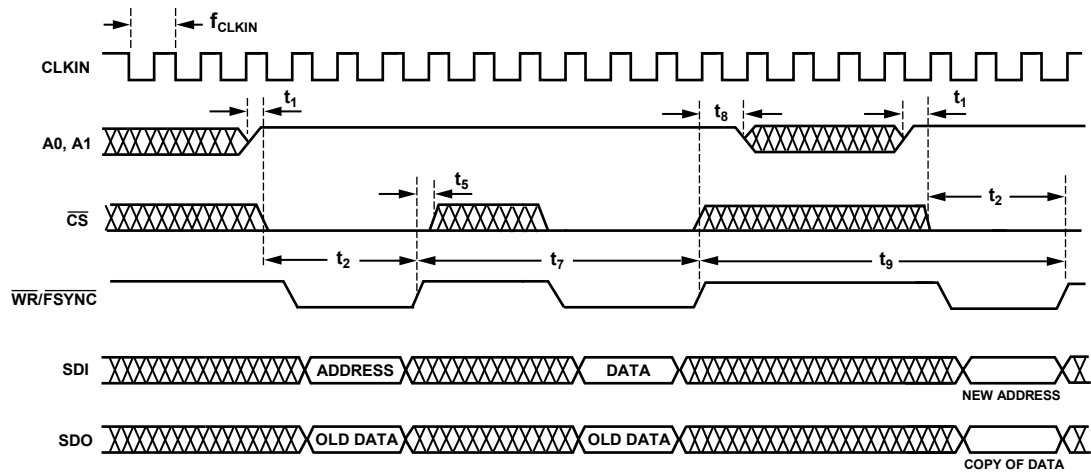 fCLKIN
CLKIN
t1 t8 t1
A0, A1
t5
CS t2
t2 t7 t9
WR/FSYNC
SDI ADDRESS DATA
NEW ADDRESS
SDO OLD DATA OLD DATA
COPY OF DATA